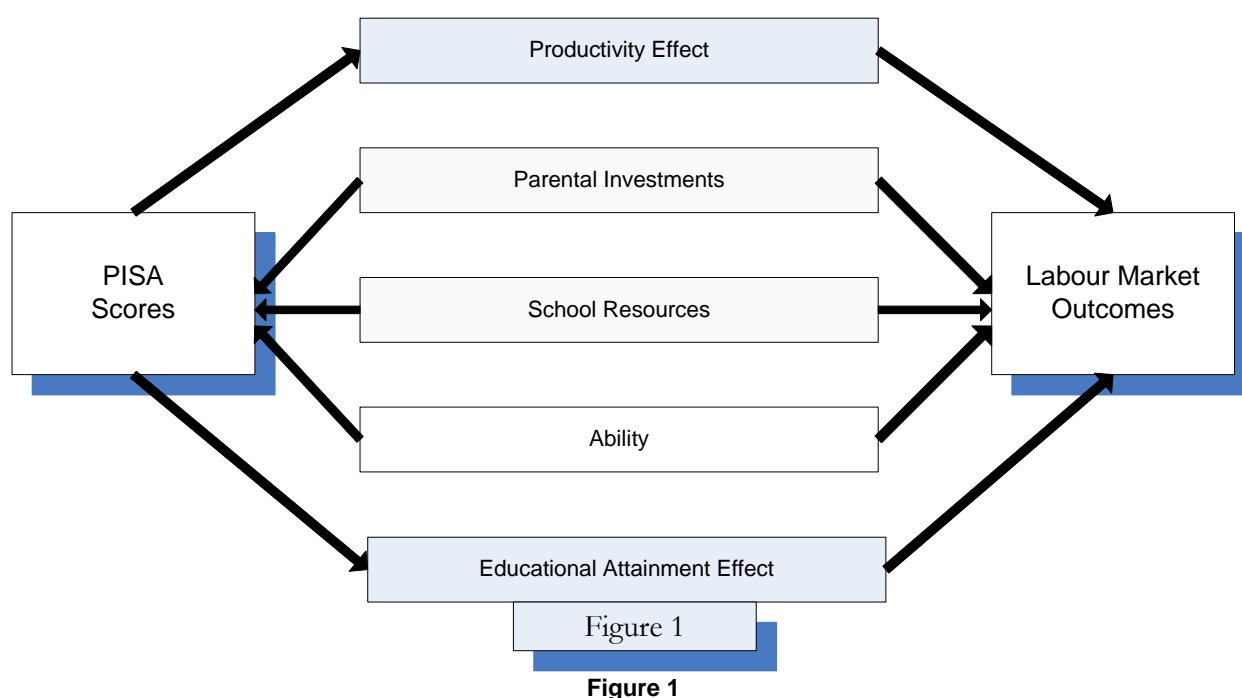 Productivity Effect
Parental Investments
PISA
Scores
School Resources
Labour Market
Outcomes
Ability
Educational Attainment Effect
Figure 1
Figure 1